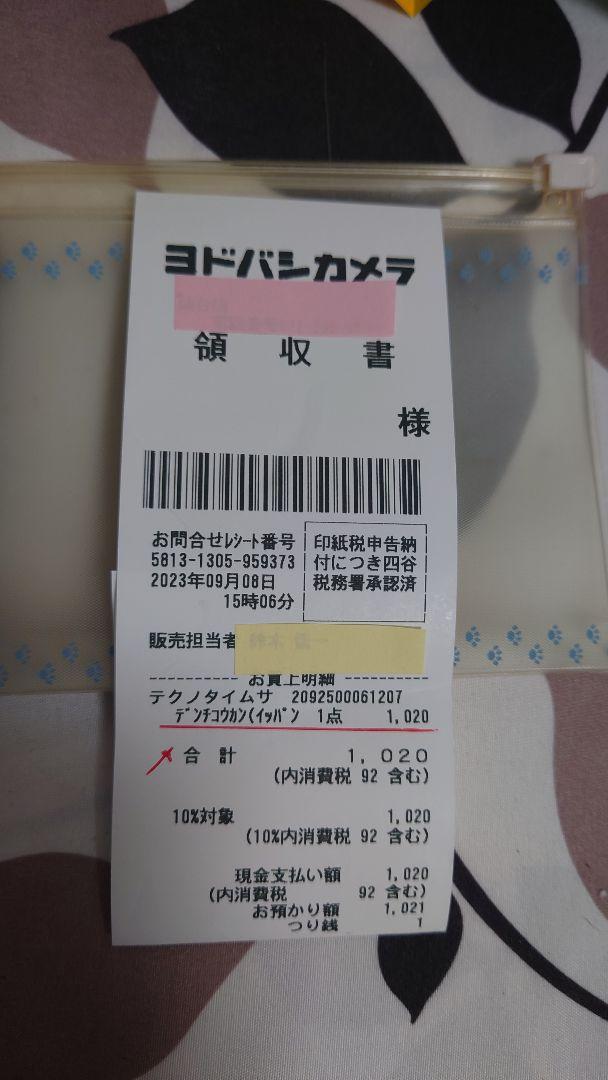 ヨドバシカメラ
領収書
様
お問合せﾚｼｰﾄ番号
5813-1305-959373
2023年09月08日
15時06分
印紙税申告納
付につき四谷
税務署承認済
販売担当者
お買上明細
テクノタイムサ 2092500061207
ﾃﾞﾝﾁｺｳｶﾝ(ｲｯﾊﾟﾝ 1点 1,020
合計 1,020
(内消費税 92 含む)
10%対象 1,020
(10%内消費税 92 含む)
現金支払い額 1,020
(内消費税 92 含む)
お預かり額 1,021
つり銭 1